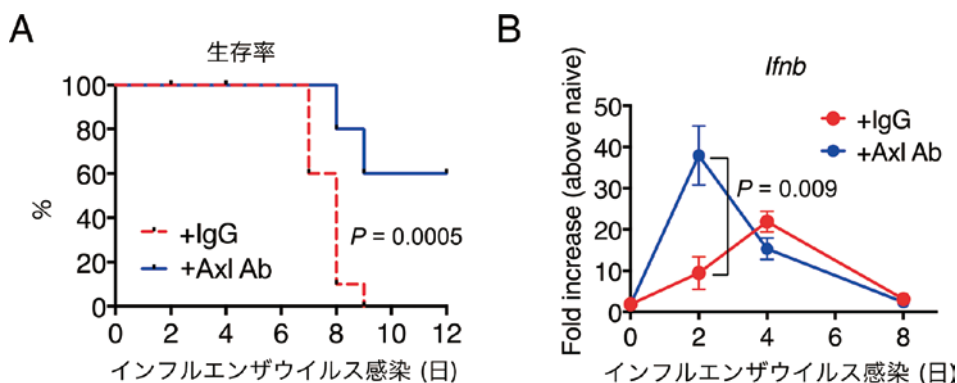 A
生存率
100
80
60
40
20
0
%
+IgG
+Axl Ab
P = 0.0005
0 2 4 6 8 10 12
インフルエンザウイルス感染 (日)
B
Ifnb
Fold increase (above naive)
50
40
30
20
10
0
+IgG
+Axl Ab
P = 0.009
0 2 4 6 8
インフルエンザウイルス感染 (日)